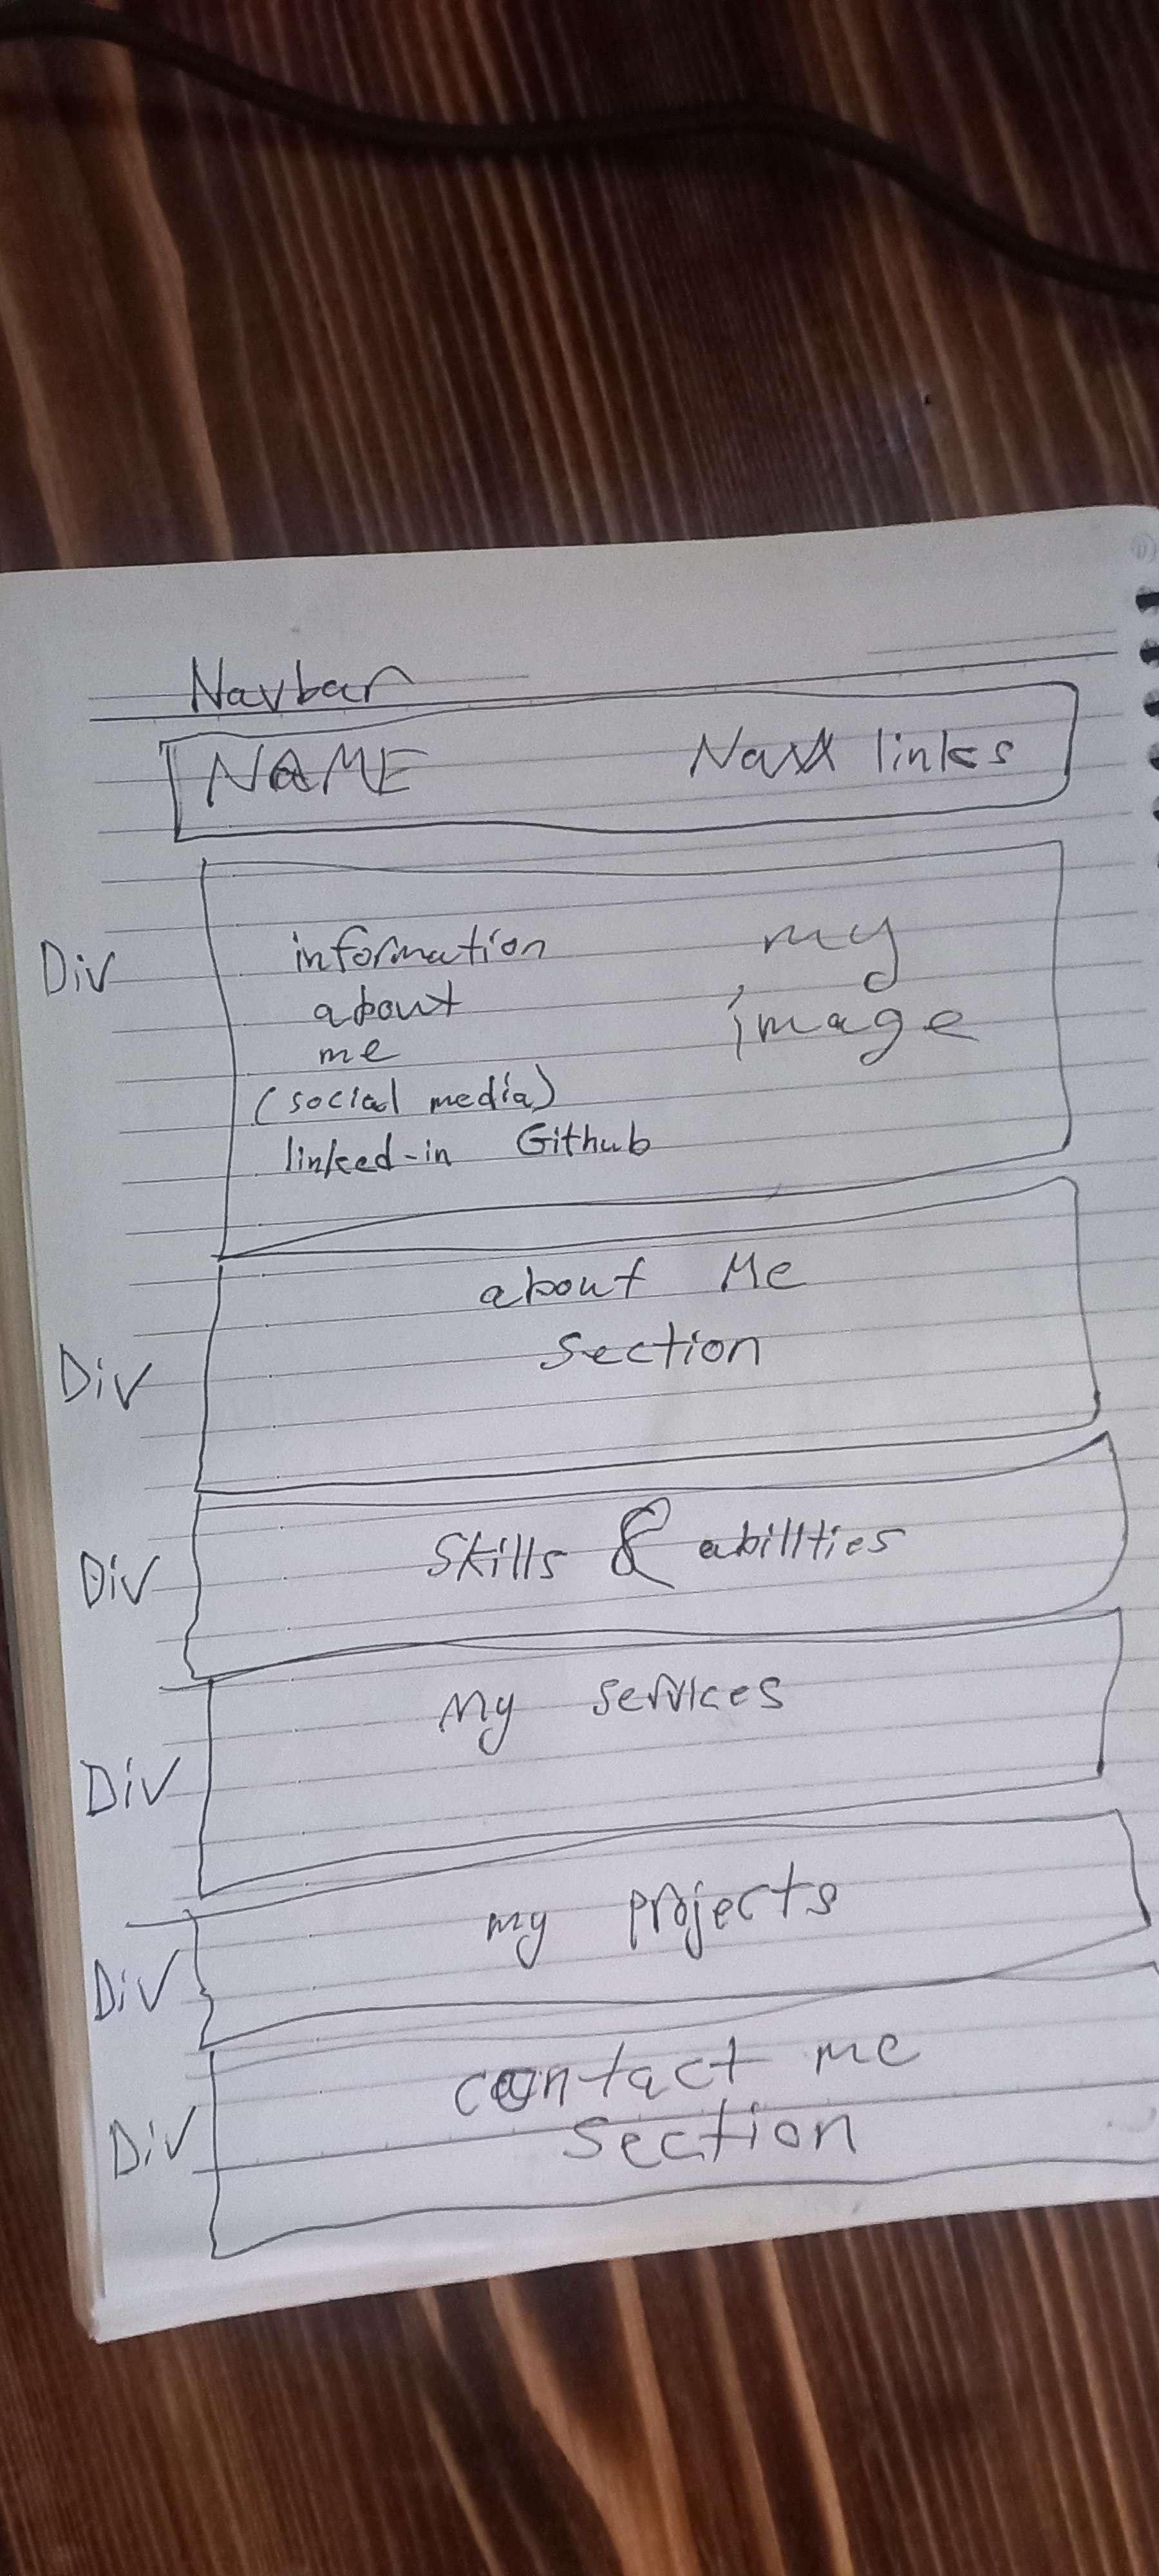 Navbar
NAME Nav links
Div
information my
about image
me
(social media)
linked-in Github
Div
about Me
section
Div
Skills & abillties
Div
My services
Div
my projects
Div
contact me
section